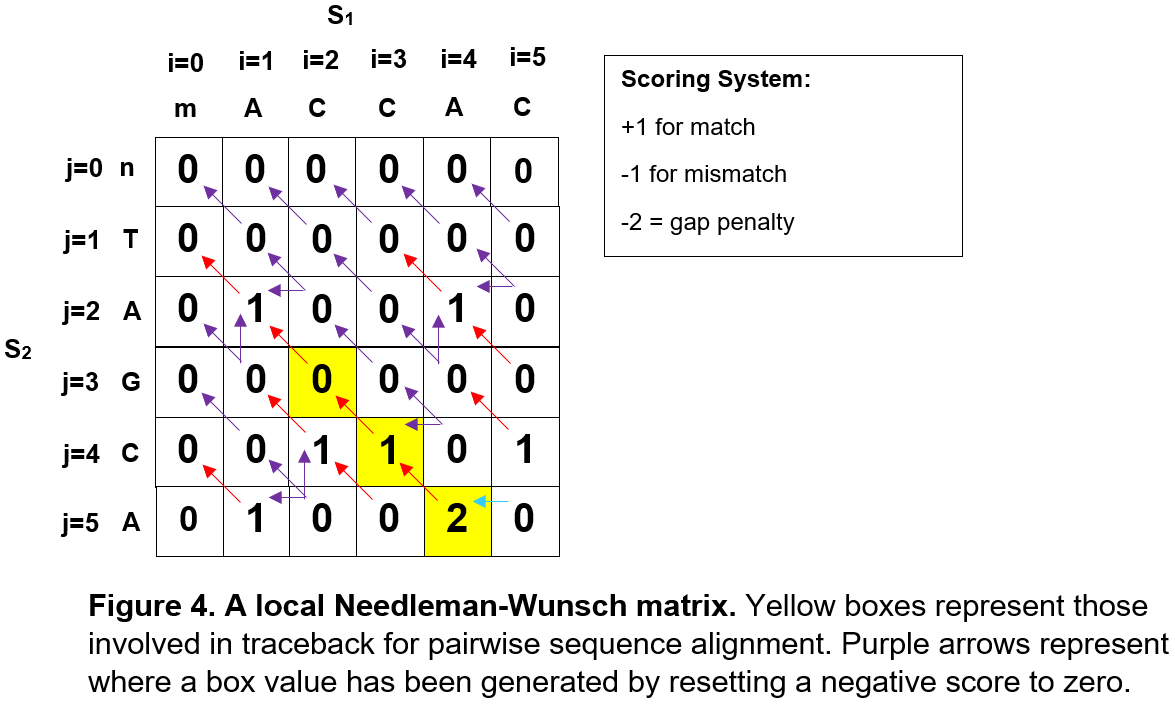 S1
i=0 i=1 i=2 i=3 i=4 i=5
m A C C A C
j=0 n 0 0 0 0 0 0
j=1 T 0 0 0 0 0 0
j=2 A 0 1 0 0 1 0
S2
j=3 G 0 0 0 0 0 0
j=4 C 0 0 1 1 0 1
j=5 A 0 1 0 0 2 0
Scoring System:
+1 for match
-1 for mismatch
-2 = gap penalty
Figure 4. A local Needleman-Wunsch matrix. Yellow boxes represent those
involved in traceback for pairwise sequence alignment. Purple arrows represent
where a box value has been generated by resetting a negative score to zero.